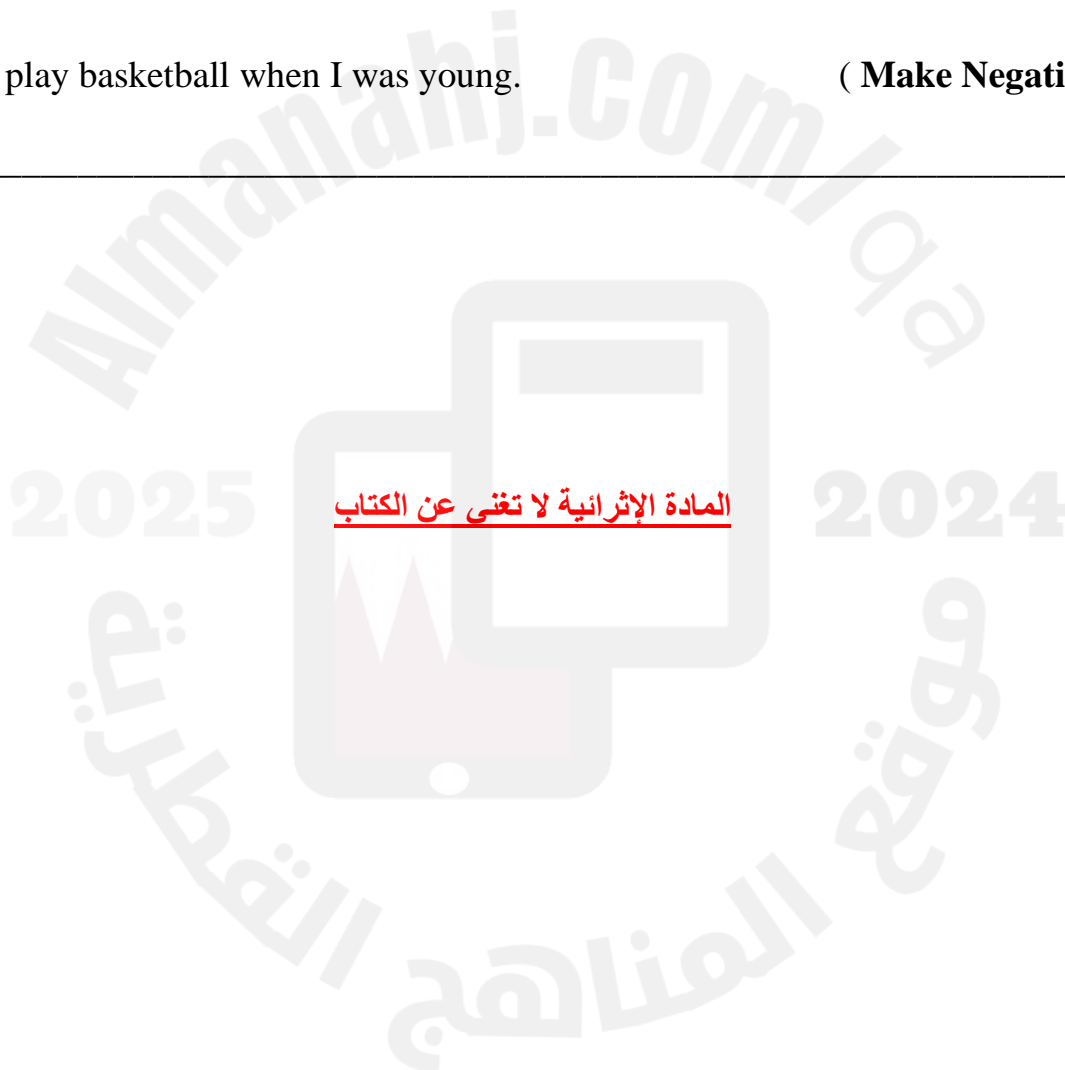 play basketball when I was young. ( Make Negati
Almanahj.com/qa
2025 المادة الإثرائية لا تغني عن الكتاب 2024
موقع المناهج القطرية